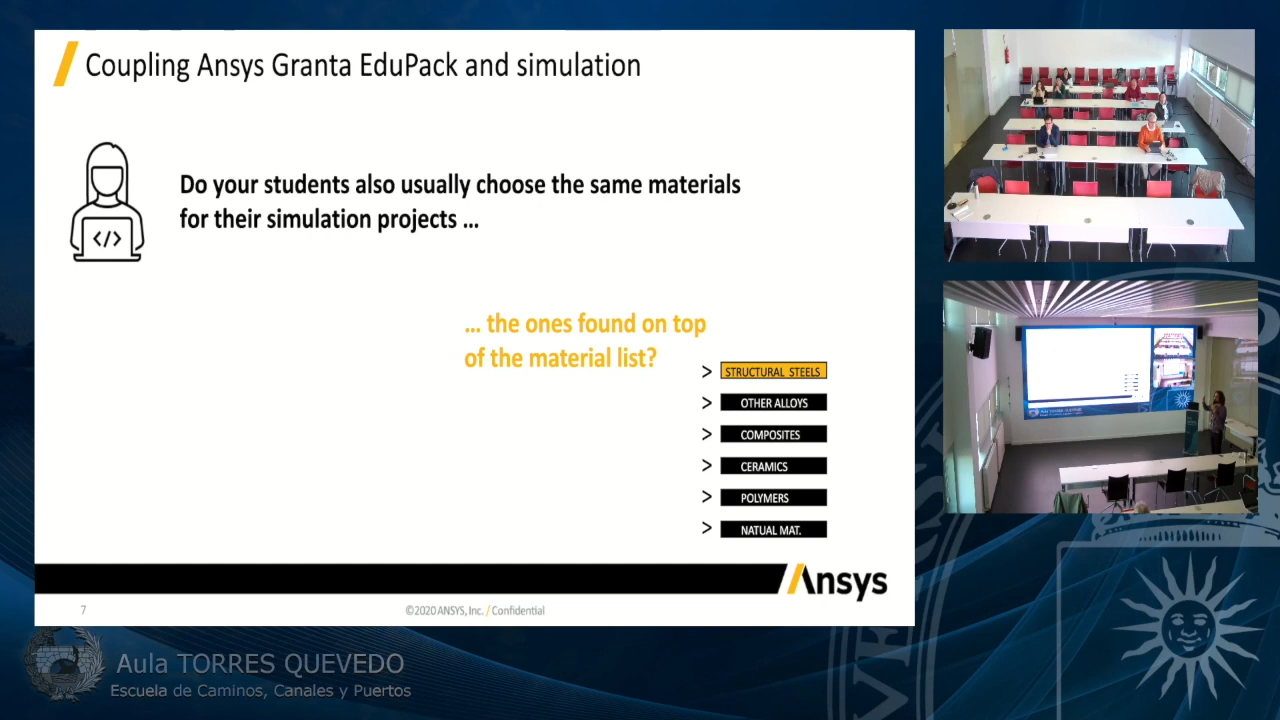 Coupling Ansys Granta EduPack and simulation
Do your students also usually choose the same materials
for their simulation projects ...
</>
... the ones found on top
of the material list?
> STRUCTURAL STEELS
> OTHER ALLOYS
> COMPOSITES
> CERAMICS
> POLYMERS
> NATUAL MAT.
Ansys
7
©2020 ANSYS, Inc. / Confidential
Aula TORRES QUEVEDO
Escuela de Caminos, Canales y Puertos